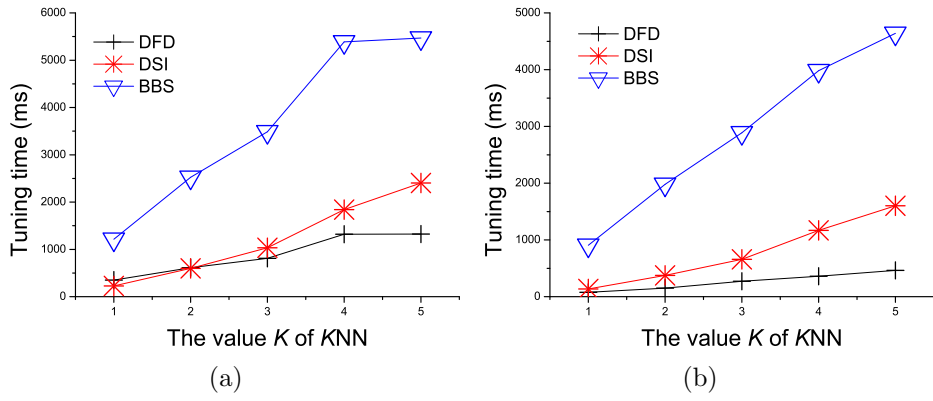 6000
5000
4000
3000
2000
1000
0
Tuning time (ms)
DFD
DSI
BBS
1 2 3 4 5
The value K of KNN
(a)
5000
4000
3000
2000
1000
0
Tuning time (ms)
DFD
DSI
BBS
1 2 3 4 5
The value K of KNN
(b)